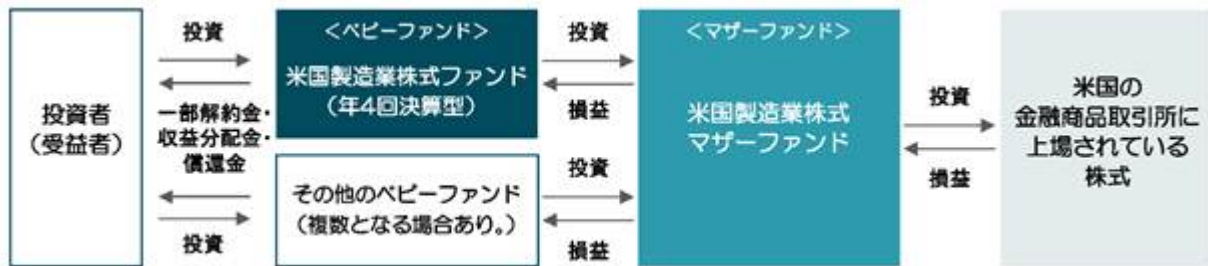 投資者
(受益者)
投資
一部解約金・
収益分配金・
償還金
投資
<ベビーファンド>
米国製造業株式ファンド
(年4回決算型)
その他のベビーファンド
(複数となる場合あり。)
投資
損益
投資
損益
<マザーファンド>
米国製造業株式
マザーファンド
投資
損益
米国の
金融商品取引所に
上場されている
株式